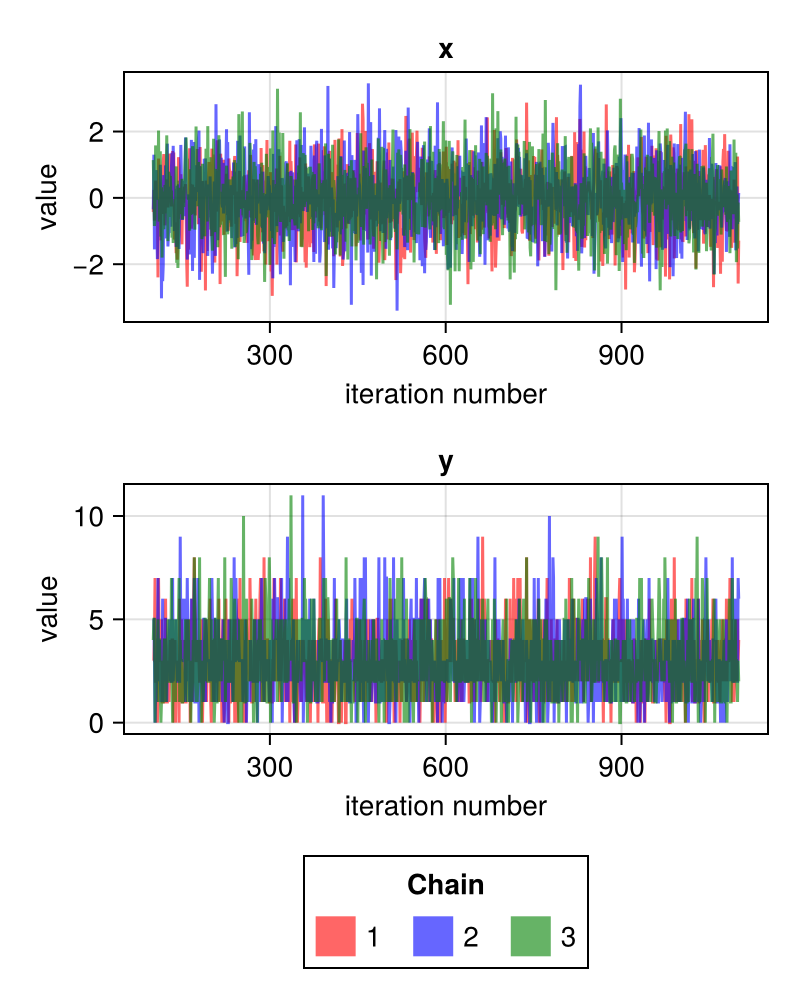 x
value
2
0
−2
300 600 900
iteration number
y
value
10
5
0
300 600 900
iteration number
Chain
1 2 3